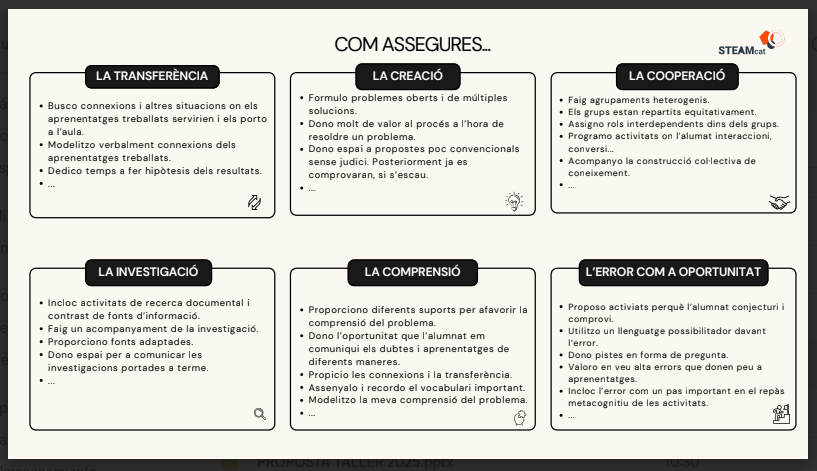 COM ASSEGURES...
STEAMcat
LA TRANSFERÈNCIA
• Busco connexions i altres situacions on els
aprenentatges treballats servirien i els porto
a l'aula.
• Modelitzo verbalment connexions dels
aprenentatges treballats.
• Dedico temps a fer hipòtesis dels resultats.
• ...
LA CREACIÓ
• Formulo problemes oberts i de múltiples
solucions.
• Dono molt de valor al procés a l'hora de
resoldre un problema.
• Dono espai a propostes poc convencionals
sense judici. Posteriorment ja es
comprovaran, si s'escau.
• ...
LA COOPERACIÓ
• Faig agrupaments heterogenis.
• Els grups estan repartits equitativament.
• Assigno rols interdependents dins dels grups.
• Programo activitats on l'alumat interaccioni,
conversi...
• Acompanyo la construcció col·lectiva de
coneixement.
• ...
LA INVESTIGACIÓ
• Incloc activitats de recerca documental i
contrast de fonts d'informació.
• Faig un acompanyament de la investigació.
• Proporciono fonts adaptades.
• Dono espai per a comunicar les
investigacions portades a terme.
• ...
LA COMPRENSIÓ
• Proporciono diferents suports per afavorir la
comprensió del problema.
• Dono l'oportunitat que l'alumnat em
comuniqui els dubtes i aprenentatges de
diferents maneres.
• Propicio les connexions i la transferència.
• Assenyalo i recordo el vocabulari important.
• Modelitzo la meva comprensió del problema.
• ...
L'ERROR COM A OPORTUNITAT
• Proposo activiats perquè l'alumnat conjecturi i
comprovi.
• Utilitzo un llenguatge possibilitador davant
l'error.
• Dono pistes en forma de pregunta.
• Valoro en veu alta errors que donen peu a
aprenentatges.
• Incloc l'error com un pas important en el repàs
metacognitiu de les activitats.
• ...
PROPOSTA TALLER 2025.pptx